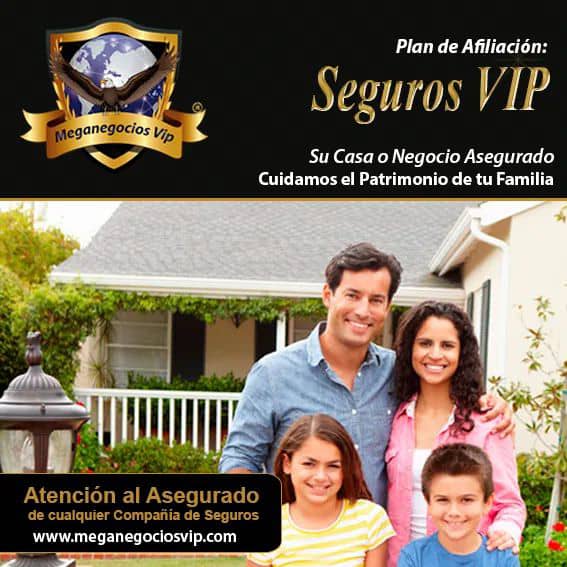 Plan de Afiliación:
Seguros VIP
Meganegocios Vip
®
Su Casa o Negocio Asegurado
Cuidamos el Patrimonio de tu Familia
Atención al Asegurado
de cualquier Compañia de Seguros
www.meganegociosvip.com